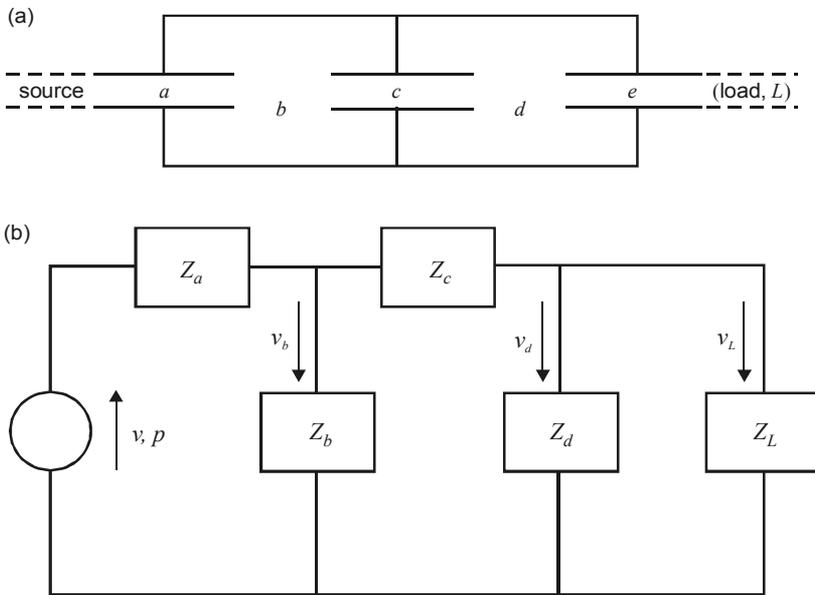 (a)
source a b c d e (load, L)
(b)
Z_a Z_c
v_b v_d v_L
v, p Z_b Z_d Z_L